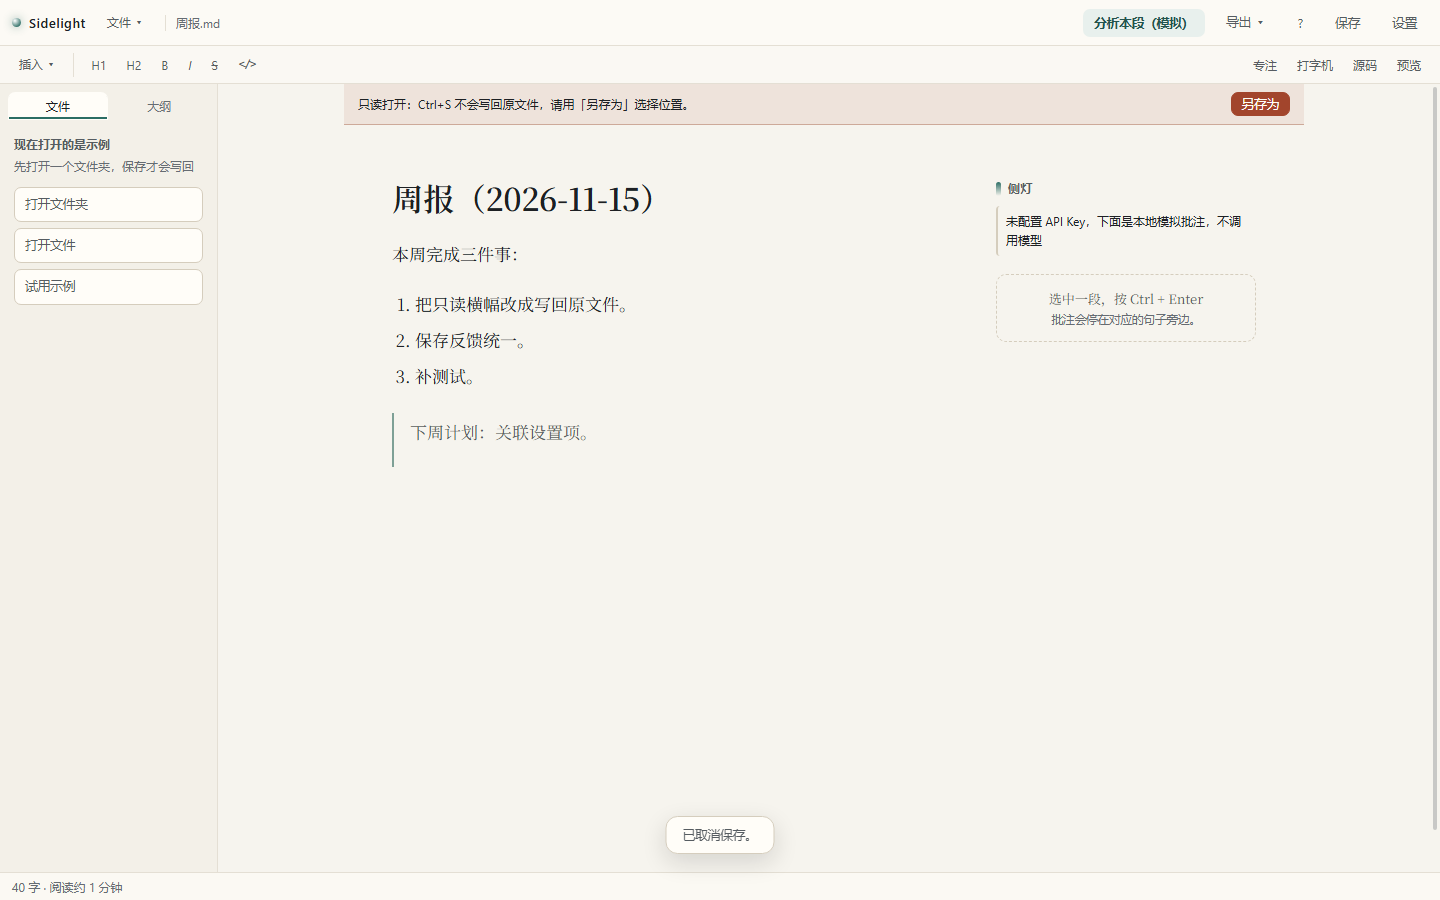 Sidelight 文件 周报.md 分析本段（模拟） 导出 ? 保存 设置
插入 H1 H2 B I S </> 专注 打字机 源码 预览
文件 大纲
现在打开的是示例
先打开一个文件夹，保存才会写回
打开文件夹
打开文件
试用示例
只读打开：Ctrl+S 不会写回原文件，请用「另存为」选择位置。 另存为
周报（2026-11-15）
本周完成三件事：
1. 把只读横幅改成写回原文件。
2. 保存反馈统一。
3. 补测试。
下周计划：关联设置项。
侧灯
未配置 API Key，下面是本地模拟批注，不调
用模型
选中一段，按 Ctrl + Enter
批注会停在对应的句子旁边。
已取消保存。
40 字 · 阅读约 1 分钟